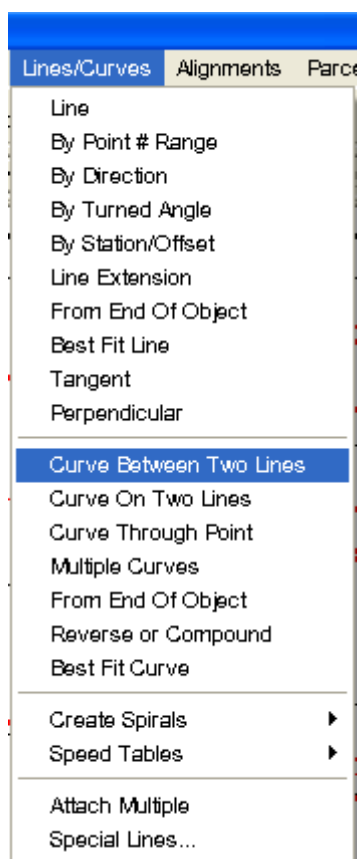 Lines/Curves Alignments Parce
Line
By Point # Range
By Direction
By Turned Angle
By Station/Offset
Line Extension
From End Of Object
Best Fit Line
Tangent
Perpendicular
Curve Between Two Lines
Curve On Two Lines
Curve Through Point
Multiple Curves
From End Of Object
Reverse or Compound
Best Fit Curve
Create Spirals
Speed Tables
Attach Multiple
Special Lines...